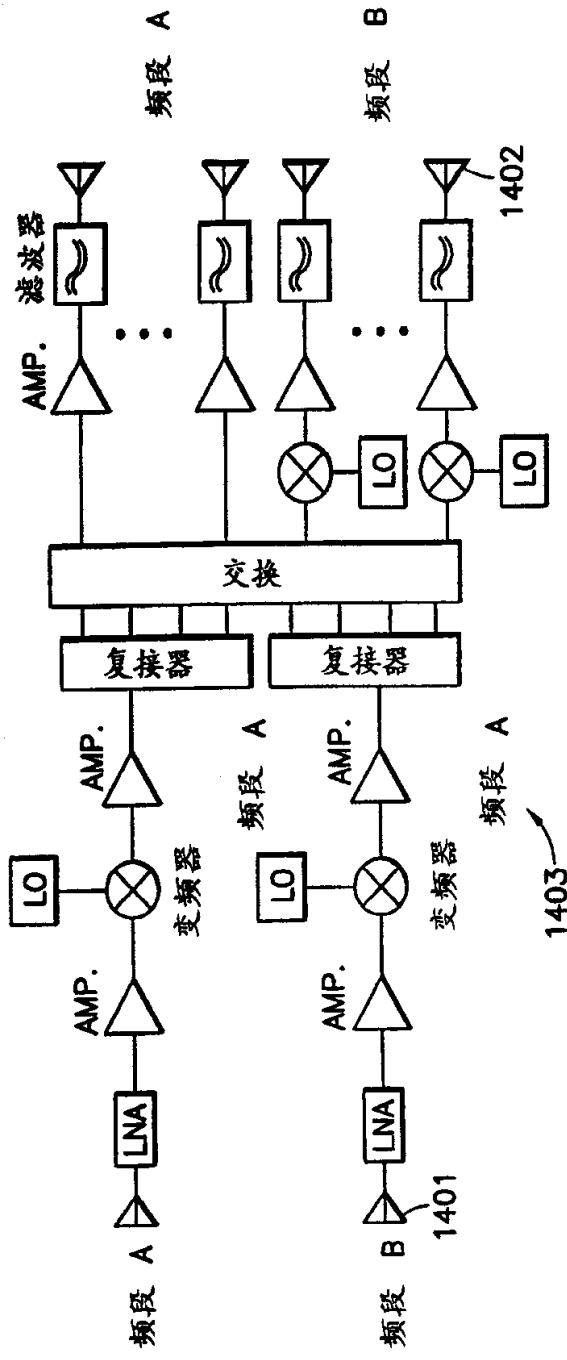 频段 A
LNA
AMP.
LO
变频器
AMP.
频段 A
复接器
交换
AMP.
滤波器
频段 A
频段 B
1401
LNA
AMP.
LO
变频器
AMP.
频段 A
复接器
LO
LO
频段 B
1402
1403